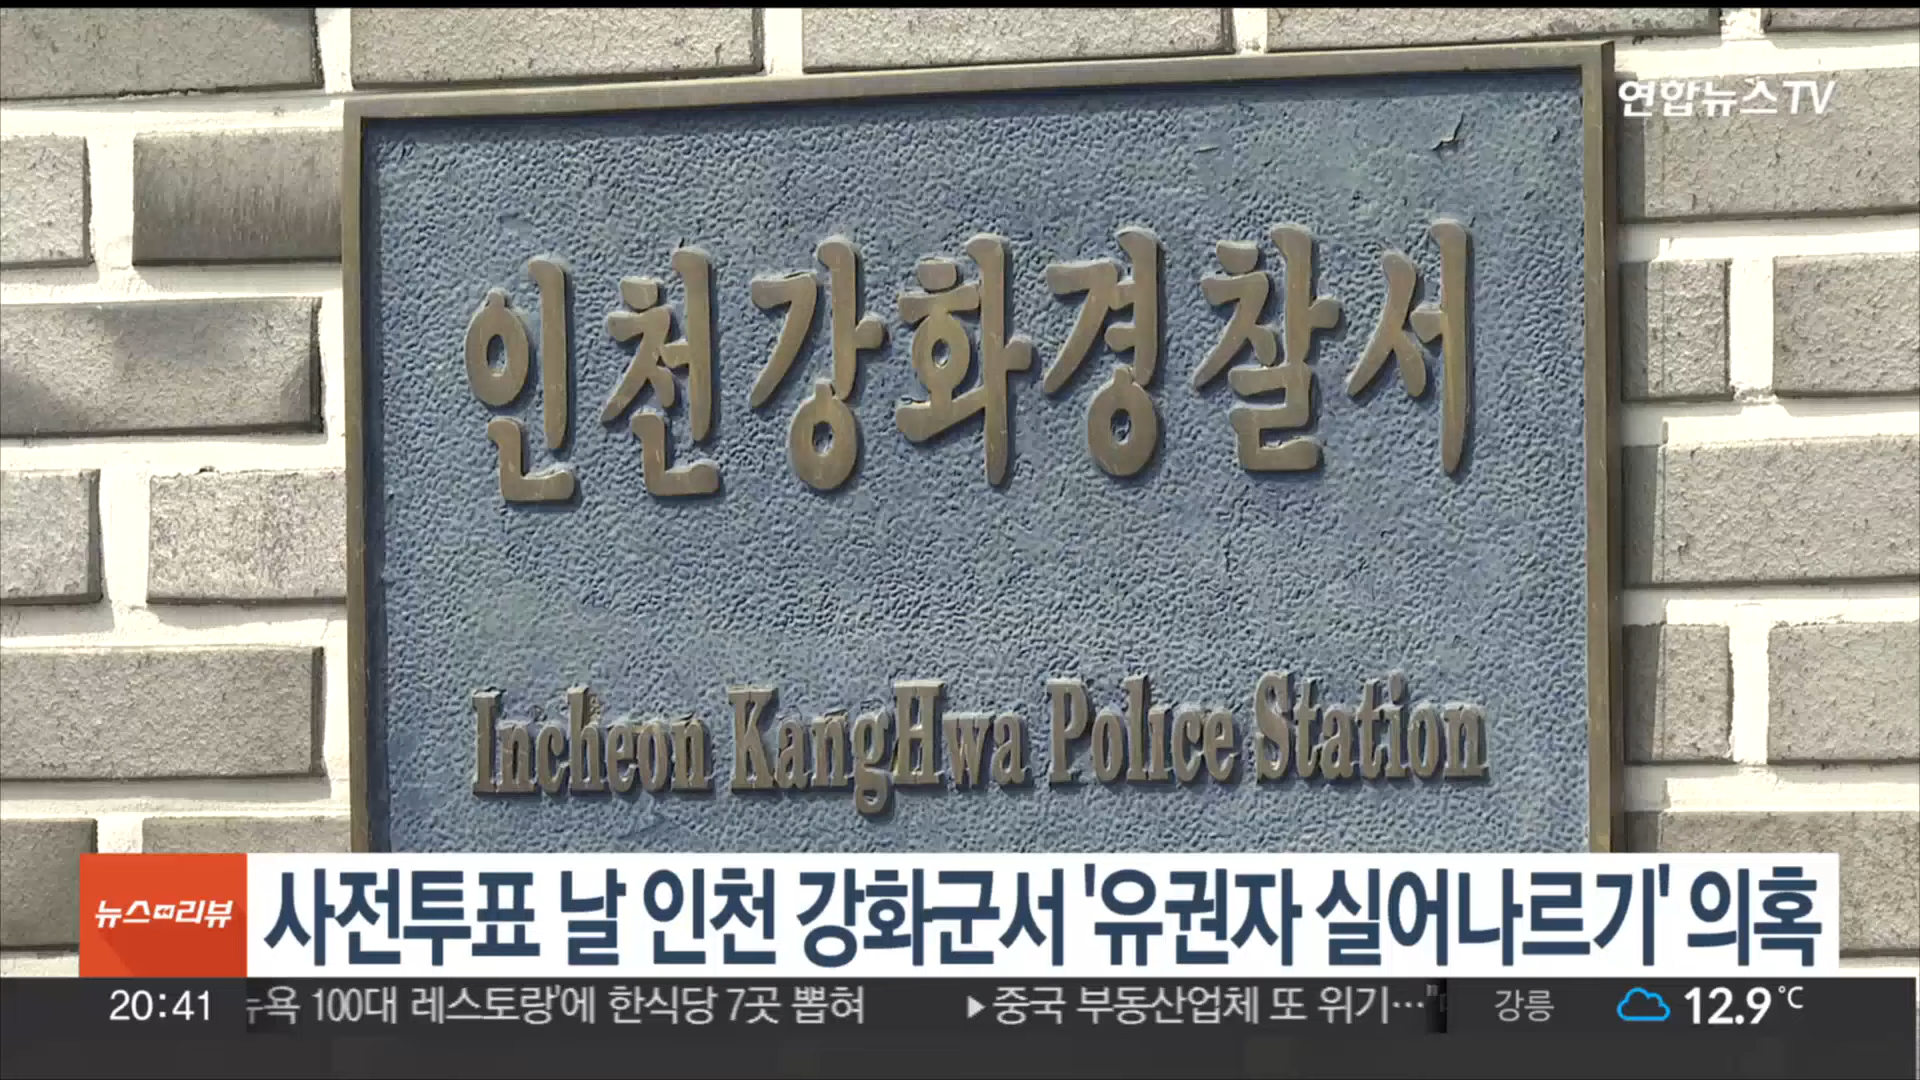 연합뉴스TV
인천강화경찰서
Incheon KangHwa Police Station
뉴스리뷰
사전투표 날 인천 강화군서 '유권자 실어나르기' 의혹
20:41 뉴욕 100대 레스토랑'에 한식당 7곳 뽑혀 ▶중국 부동산업체 또 위기… 강릉 12.9℃